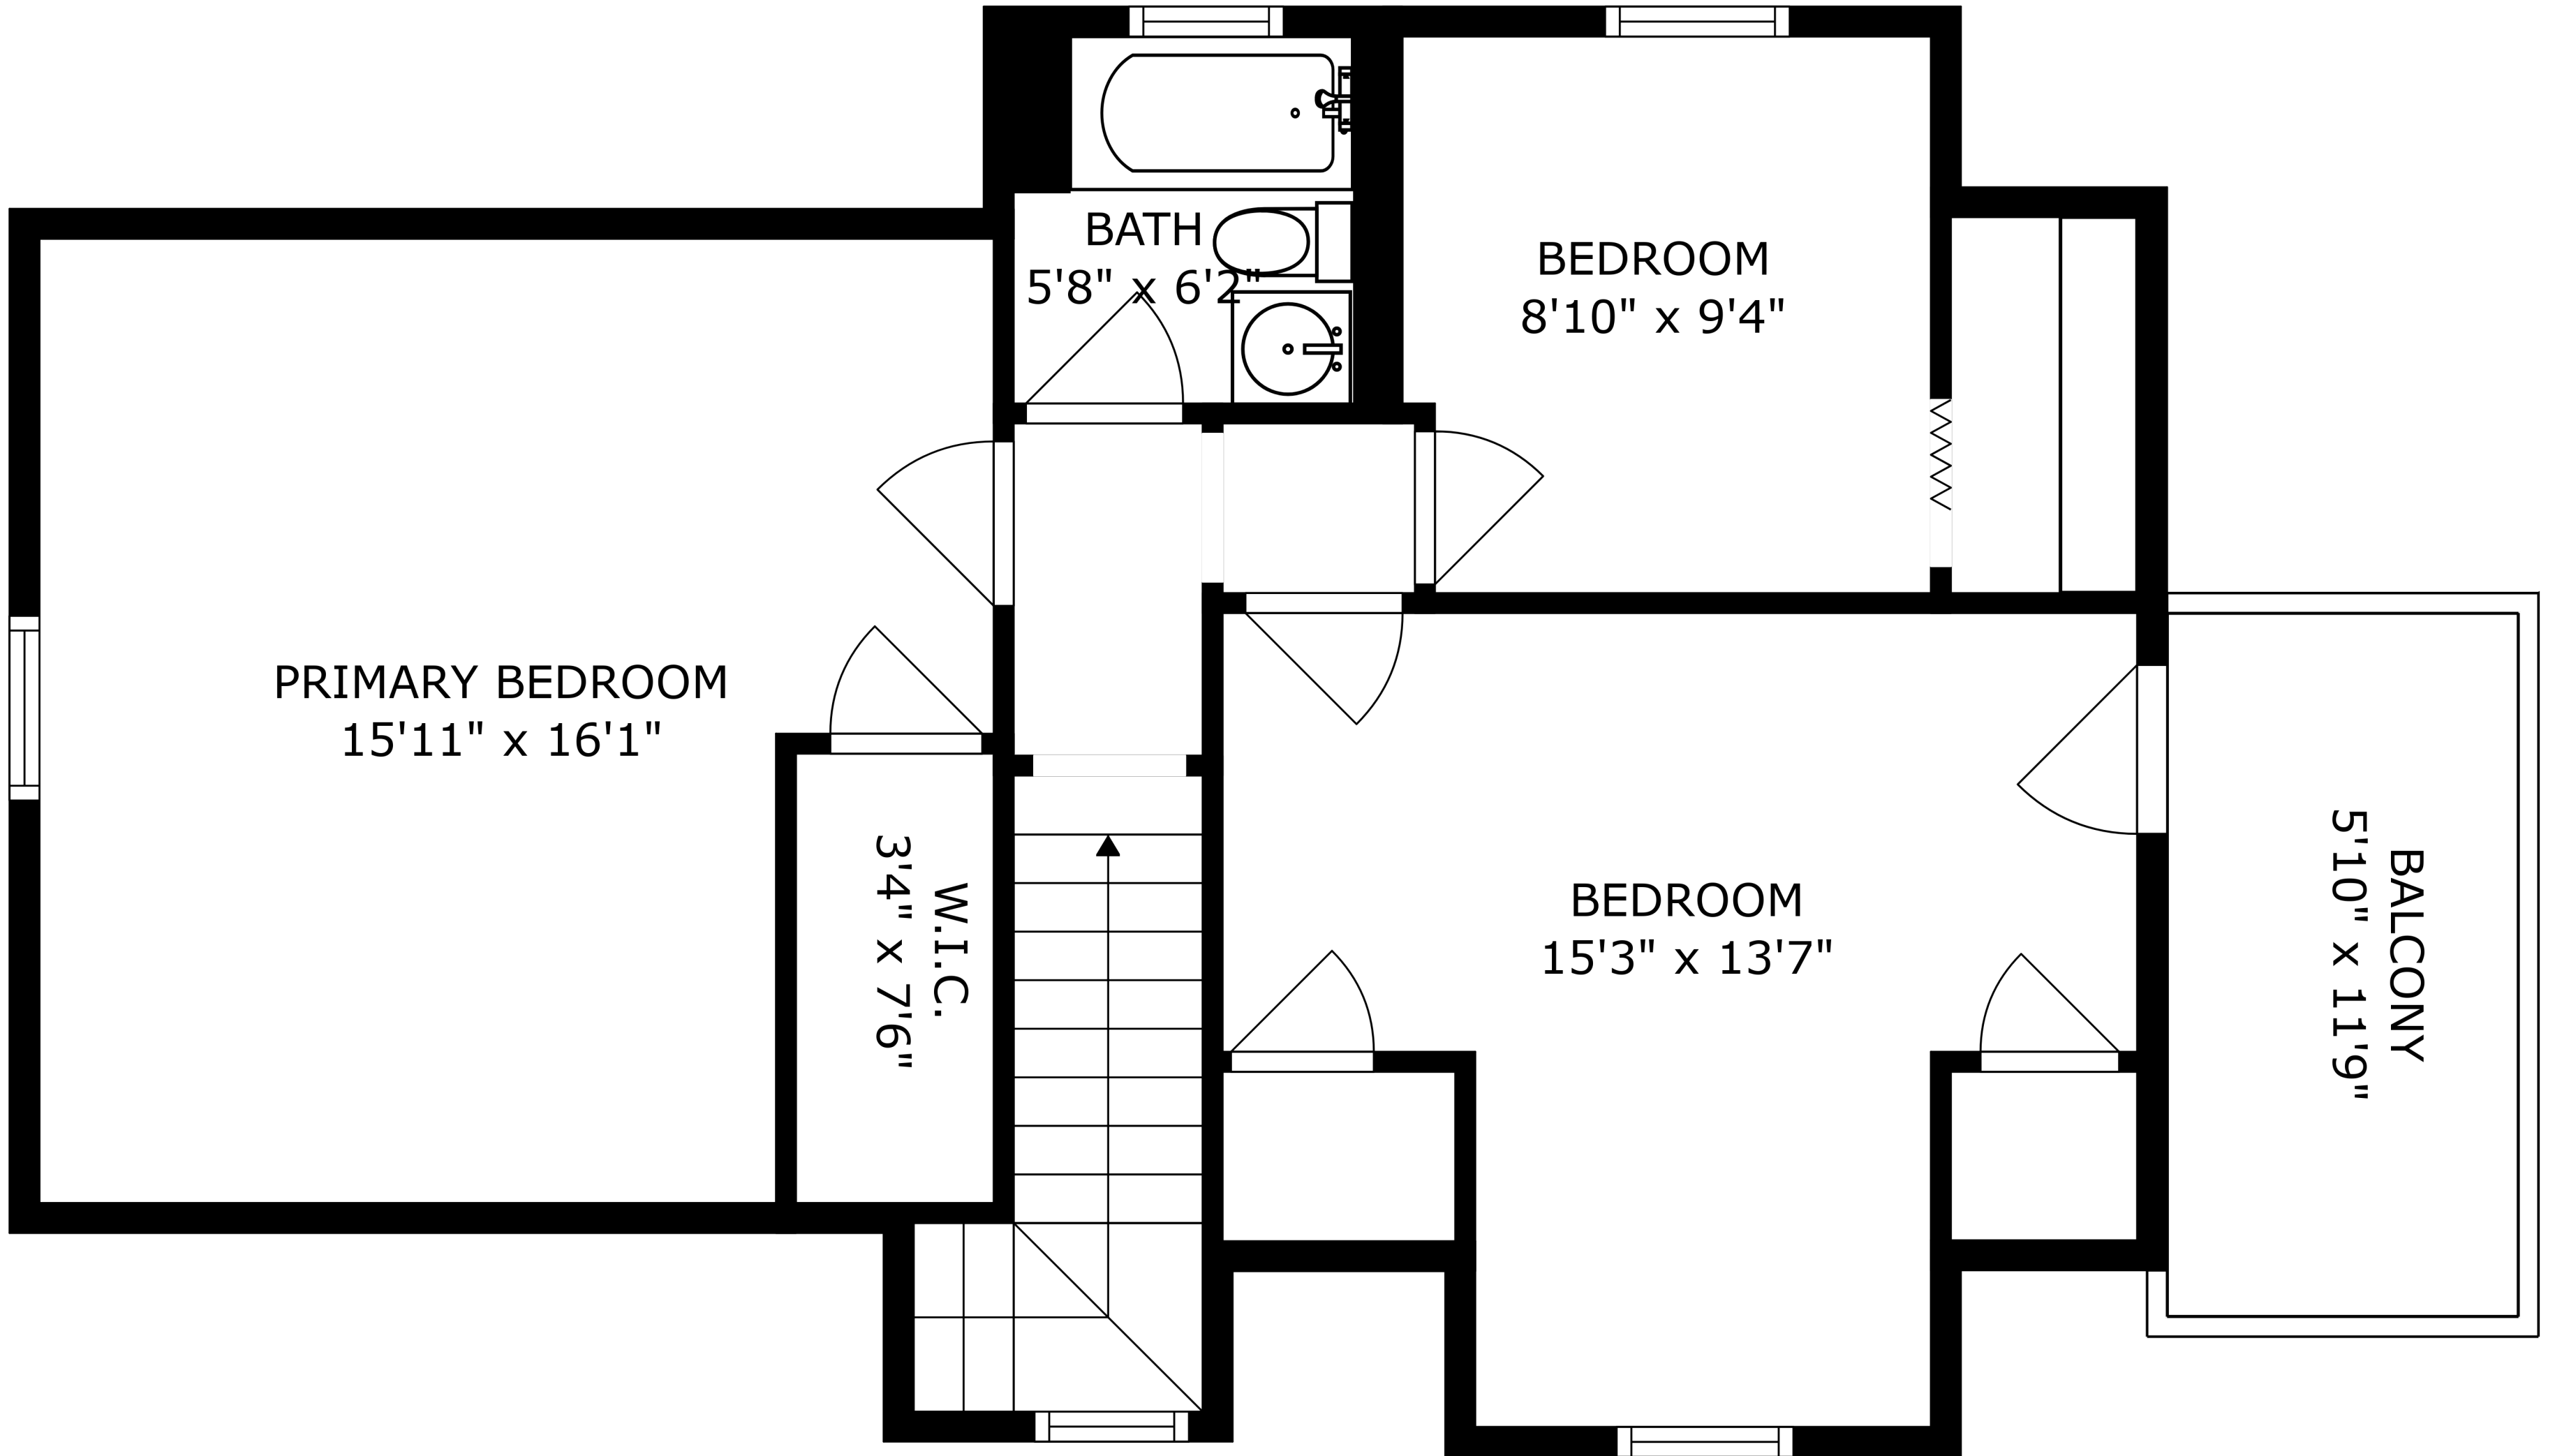 BATH
5'8" x 6'2"
BEDROOM
8'10" x 9'4"
PRIMARY BEDROOM
15'11" x 16'1"
W.I.C.
3'4" x 7'6"
BEDROOM
15'3" x 13'7"
BALCONY
5'10" x 11'9"